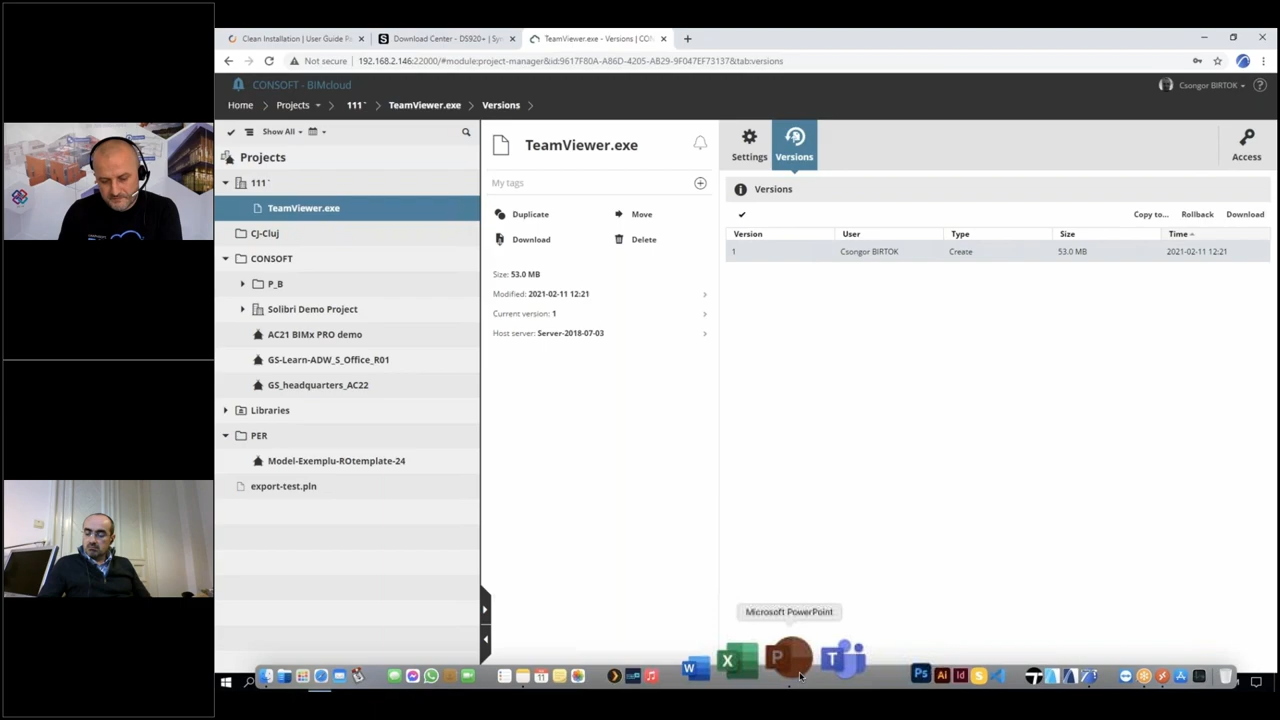 Clean Installation | User Guide Pa
Download Center - DS920+ | Syn
TeamViewer.exe - Versions | CON
Not secure
192.168.2.146:22000/#module:project-manager&id:9617F80A-A86D-4205-AB29-9F047EF73137&tab:versions
CONSOFT - BIMcloud
Csongor BIRTOK
Home
Projects
111`
TeamViewer.exe
Versions
Show All
Projects
111`
TeamViewer.exe
Cj-Cluj
CONSOFT
P_B
Solibri Demo Project
AC21 BIMx PRO demo
GS-Learn-ADW_S_Office_R01
GS_headquarters_AC22
Libraries
PER
Model-Exemplu-ROtemplate-24
export-test.pln
TeamViewer.exe
My tags
Duplicate
Move
Download
Delete
Size: 53.0 MB
Modified: 2021-02-11 12:21
Current version: 1
Host server: Server-2018-07-03
Settings
Versions
Access
Versions
Copy to...
Rollback
Download
Version
User
Type
Size
Time
1
Csongor BIRTOK
Create
53.0 MB
2021-02-11 12:21
Microsoft PowerPoint